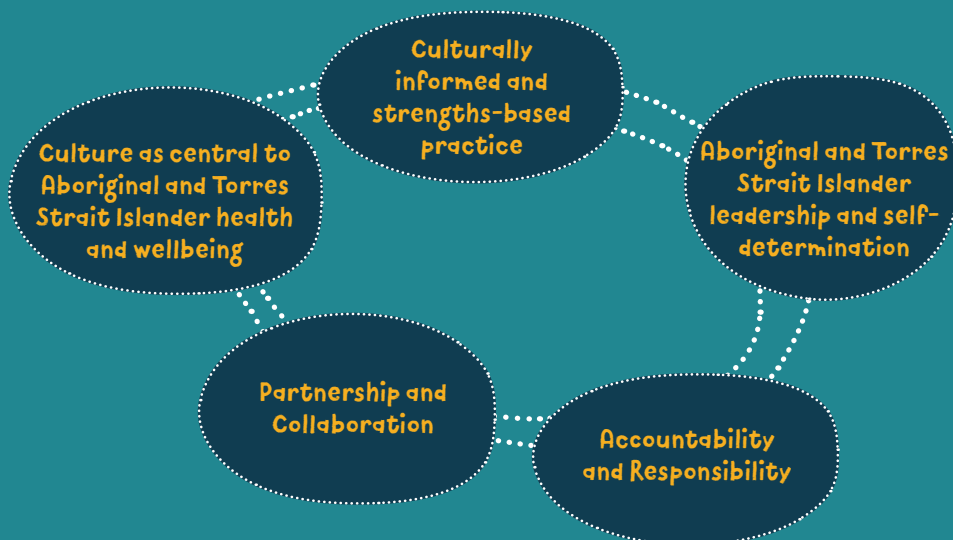 Culturally
informed and
strengths-based
practice
Culture as central to
Aboriginal and Torres
Strait Islander health
and wellbeing
Aboriginal and Torres
Strait Islander
leadership and self-
determination
Partnership and
Collaboration
Accountability
and Responsibility